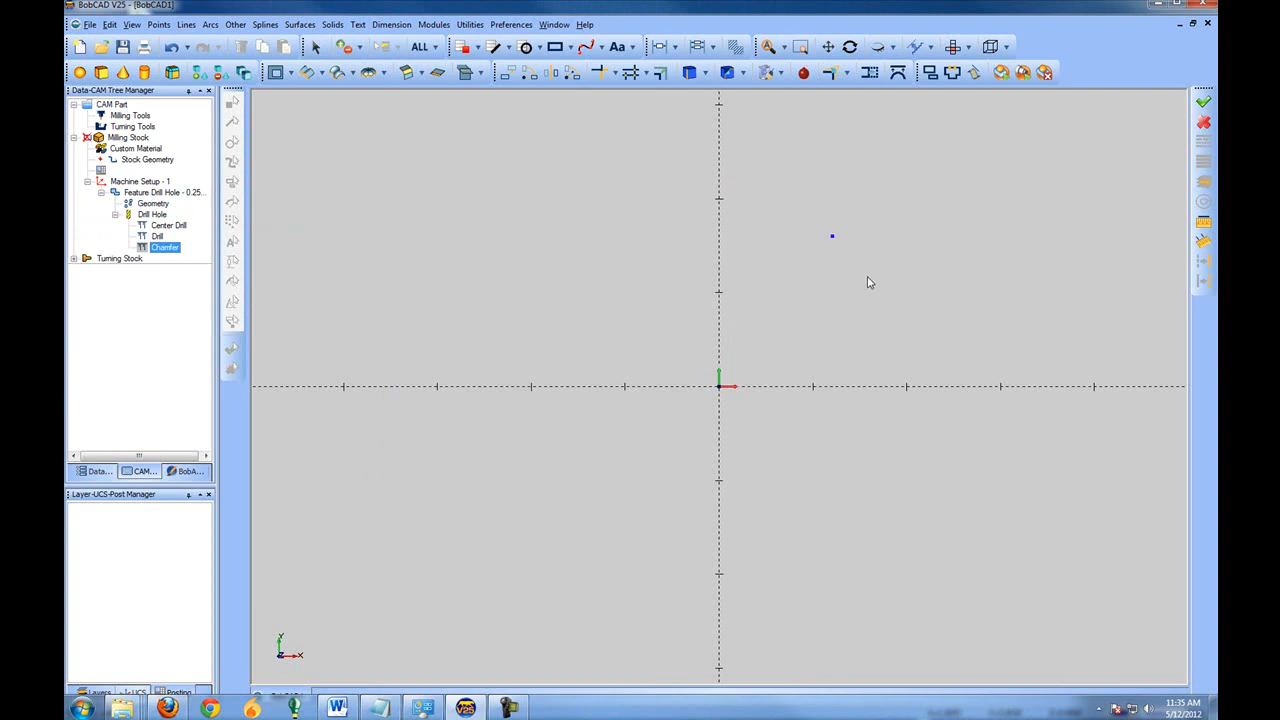 BobCAD V25 - [BobCAD1]
File Edit View Points Lines Arcs Other Splines Surfaces Solids Text Dimension Modules Utilities Preferences Window Help
ALL Aa
Data-CAM Tree Manager
CAM Part
Milling Tools
Turning Tools
Milling Stock
Custom Material
Stock Geometry
Machine Setup - 1
Feature Drill Hole - 0.25...
Geometry
Drill Hole
Center Drill
Drill
Chamfer
Turning Stock
Data... CAM... BobA...
Layer-UCS-Post Manager
Y
Z X
Layers UCS Posting
V25
11:35 AM
5/12/2012